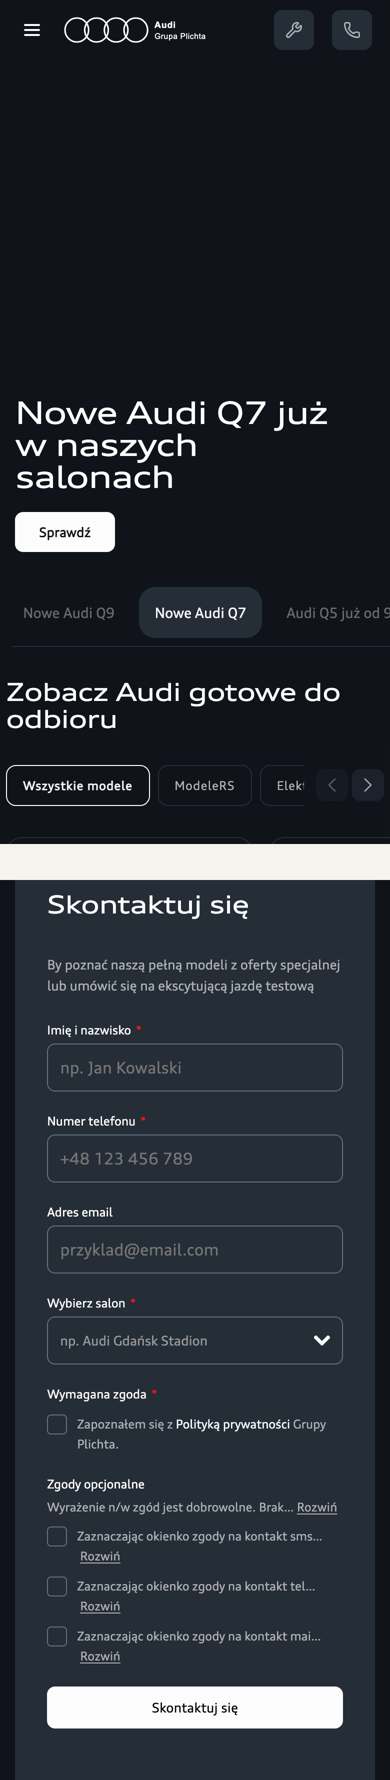 Audi
Grupa Plichta
Nowe Audi Q7 już
w naszych
salonach
Sprawdź
Nowe Audi Q9
Nowe Audi Q7
Audi Q5 już od 9
Zobacz Audi gotowe do
odbioru
Wszystkie modele
ModeleRS
Elekt
Skontaktuj się
By poznać naszą pełną modeli z oferty specjalnej
lub umówić się na ekscytującą jazdę testową
Imię i nazwisko *
np. Jan Kowalski
Numer telefonu *
+48 123 456 789
Adres email
przyklad@email.com
Wybierz salon *
np. Audi Gdańsk Stadion
Wymagana zgoda *
Zapoznałem się z Polityką prywatności Grupy
Plichta.
Zgody opcjonalne
Wyrażenie n/w zgód jest dobrowolne. Brak... Rozwiń
Zaznaczając okienko zgody na kontakt sms...
Rozwiń
Zaznaczając okienko zgody na kontakt tel...
Rozwiń
Zaznaczając okienko zgody na kontakt mai...
Rozwiń
Skontaktuj się